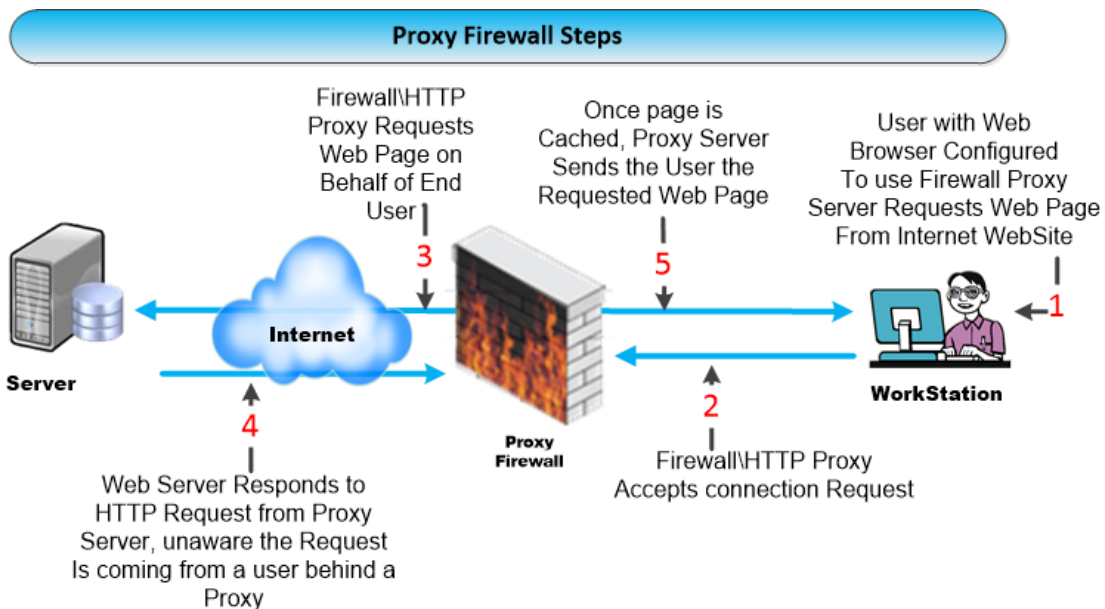 Proxy Firewall Steps
Firewall\HTTP
Proxy Requests
Web Page on
Behalf of End
User
3
Once page is
Cached, Proxy Server
Sends the User the
Requested Web Page
5
User with Web
Browser Configured
To use Firewall Proxy
Server Requests Web Page
From Internet WebSite
1
Internet
Server
Proxy
Firewall
WorkStation
4
Web Server Responds to
HTTP Request from Proxy
Server, unaware the Request
Is coming from a user behind a
Proxy
2
Firewall\HTTP Proxy
Accepts connection Request